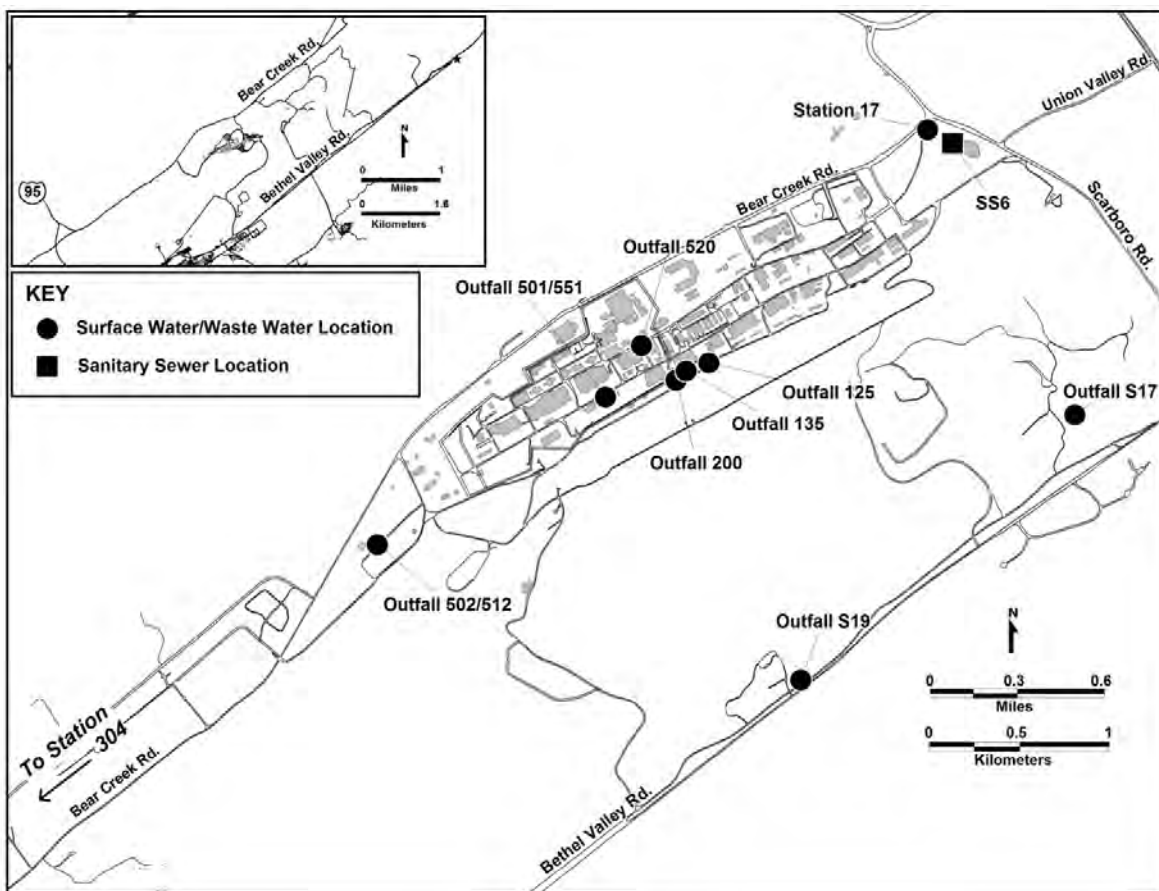 Bear Creek Rd.
Bethel Valley Rd.
N
0 1
Miles
0 1.6
Kilometers
95
KEY
Surface Water/Waste Water Location
Sanitary Sewer Location
Station 17
Union Valley Rd.
Bear Creek Rd.
SS6
Scarboro Rd.
Outfall 520
Outfall 501/551
Outfall S17
Outfall 125
Outfall 135
Outfall 200
Outfall 502/512
Outfall S19
N
0 0.3 0.6
Miles
0 0.5 1
Kilometers
To Station
304
Bear Creek Rd.
Bethel Valley Rd.